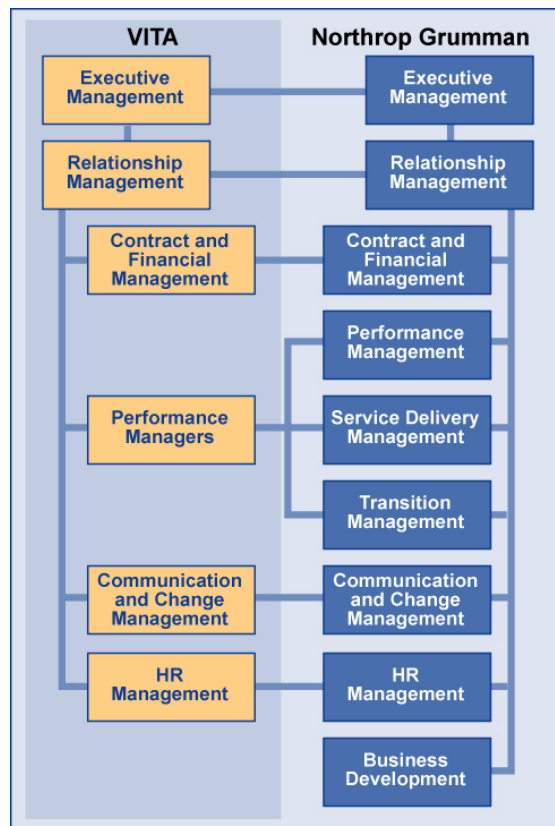 VITA
Northrop Grumman
Executive
Management
Executive
Management
Relationship
Management
Relationship
Management
Contract and
Financial
Management
Contract and
Financial
Management
Performance
Management
Performance
Managers
Service Delivery
Management
Transition
Management
Communication
and Change
Management
Communication
and Change
Management
HR
Management
HR
Management
Business
Development